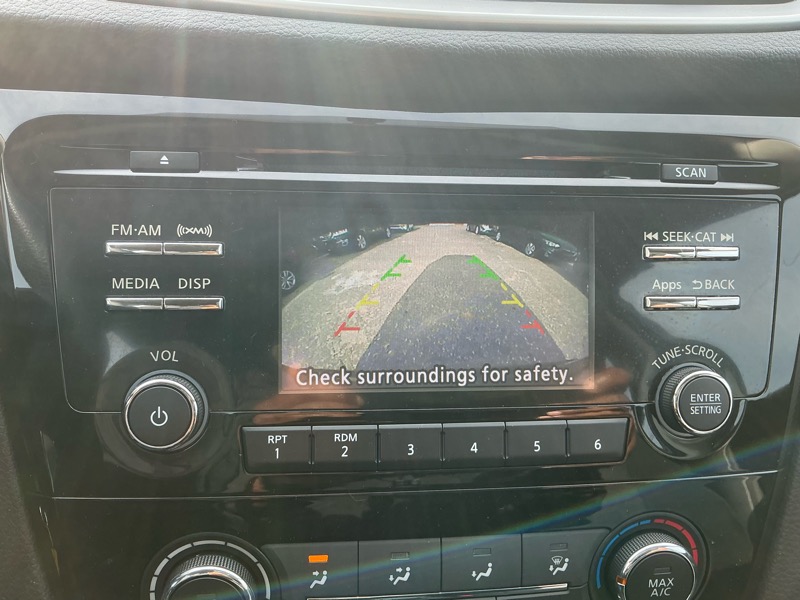 SCAN
FM·AM ((XM))
SEEK·CAT
MEDIA DISP
Apps BACK
Check surroundings for safety.
VOL
TUNE·SCROLL
ENTER
SETTING
RPT
1
RDM
2
3
4
5
6
MAX
A/C